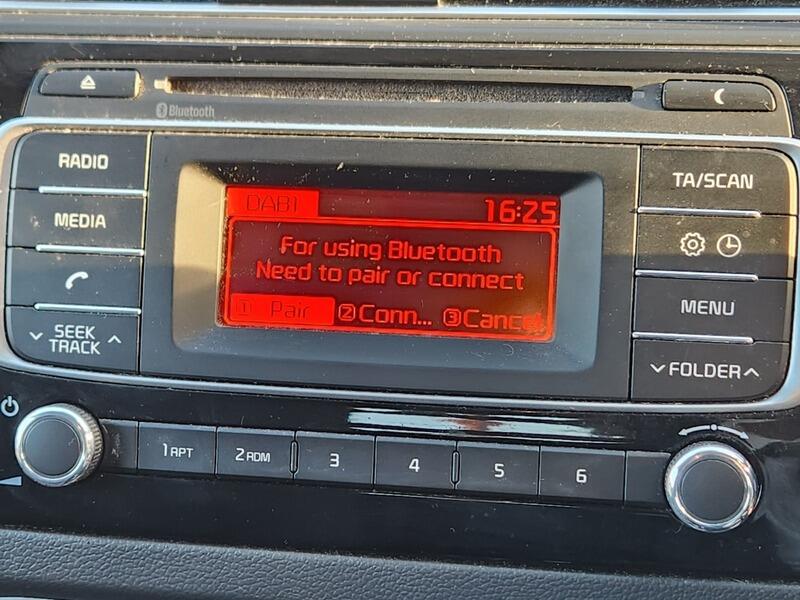 Bluetooth
RADIO
MEDIA
SEEK
TRACK
DAB1
16:25
For using Bluetooth
Need to pair or connect
1 Pair 2 Conn... 3 Cancel
TA/SCAN
MENU
FOLDER
1 RPT
2 RDM
3
4
5
6